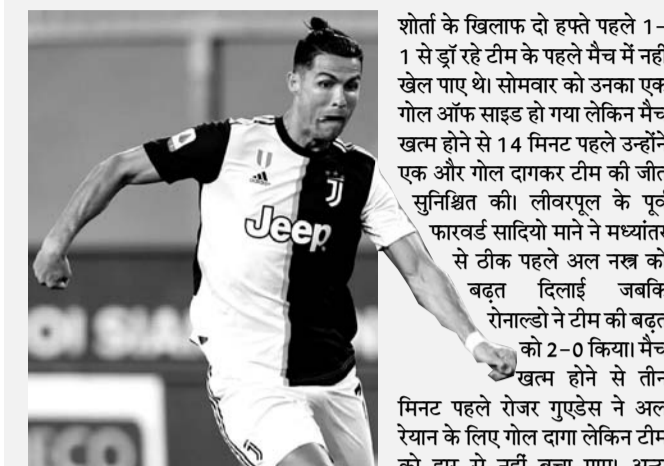 शोर्ता के खिलाफ दो हफ्ते पहले 1-
1 से ड्रॉ रहे टीम के पहले मैच में नहीं
खेल पाए थे। सोमवार को उनका एक
गोल ऑफ साइड हो गया लेकिन मैच
खत्म होने से 14 मिनट पहले उन्होंने
एक और गोल दागकर टीम की जीत
सुनिश्चित की। लीवरपूल के पूर्व
फारवर्ड सादियो माने ने मध्यांतर
से ठीक पहले अल नस्त्र को
बढ़त दिलाई जबकि
रोनाल्डो ने टीम की बढ़त
को 2-0 किया। मैच
खत्म होने से तीन
मिनट पहले रोजर गुएडेस ने अल
रेयान के लिए गोल दागा लेकिन टीम
Jeep